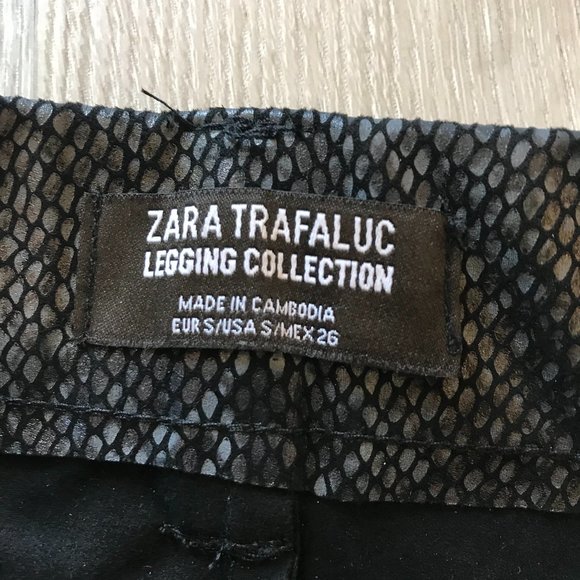 ZARA TRAFALUC
LEGGING COLLECTION
MADE IN CAMBODIA
EUR S/USA S/MEX 26